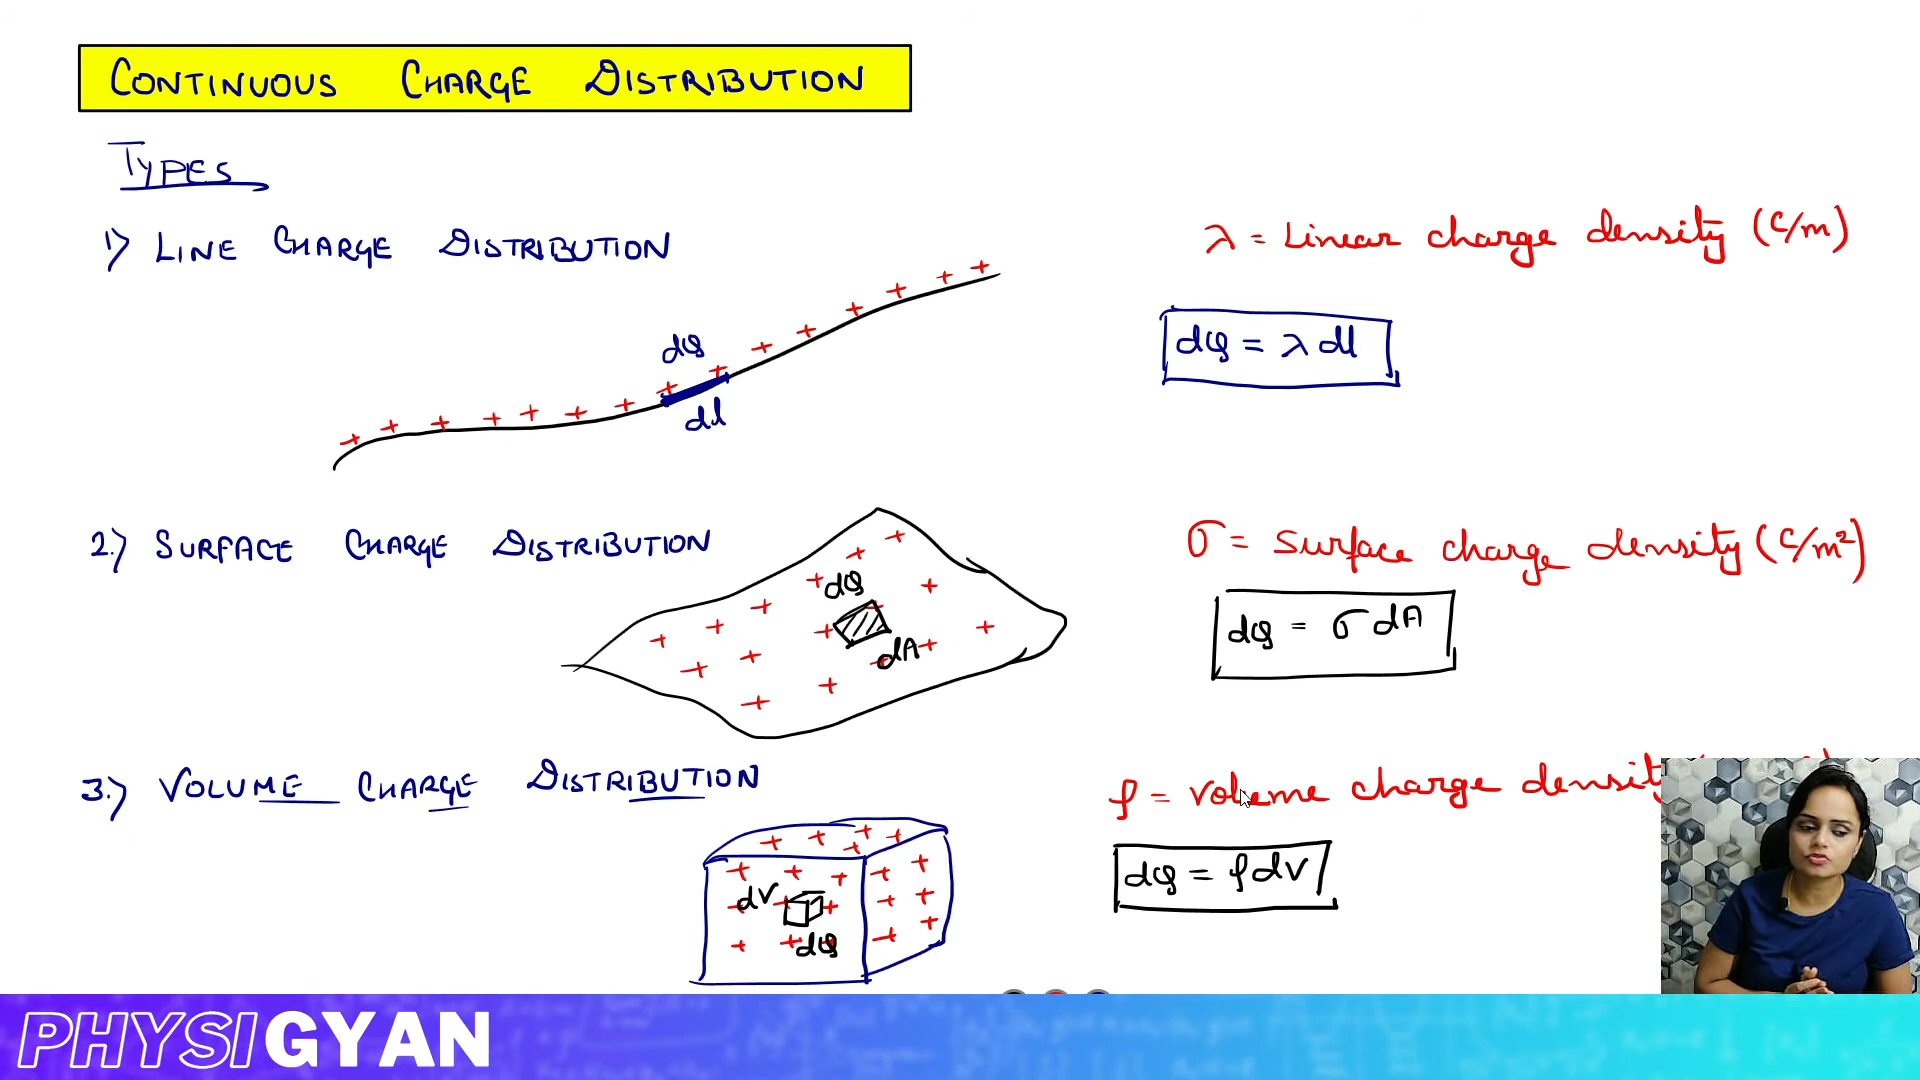 CONTINUOUS CHARGE DISTRIBUTION
TYPES
1) LINE CHARGE DISTRIBUTION
λ = Linear charge density (C/m)
dQ
dl
dQ = λ dl
2.) SURFACE CHARGE DISTRIBUTION
σ = Surface charge density (C/m²)
dQ
dA
dQ = σ dA
3.) VOLUME CHARGE DISTRIBUTION
ρ = Volume charge density
dV
dQ
dQ = ρ dV
PHYSIGYAN